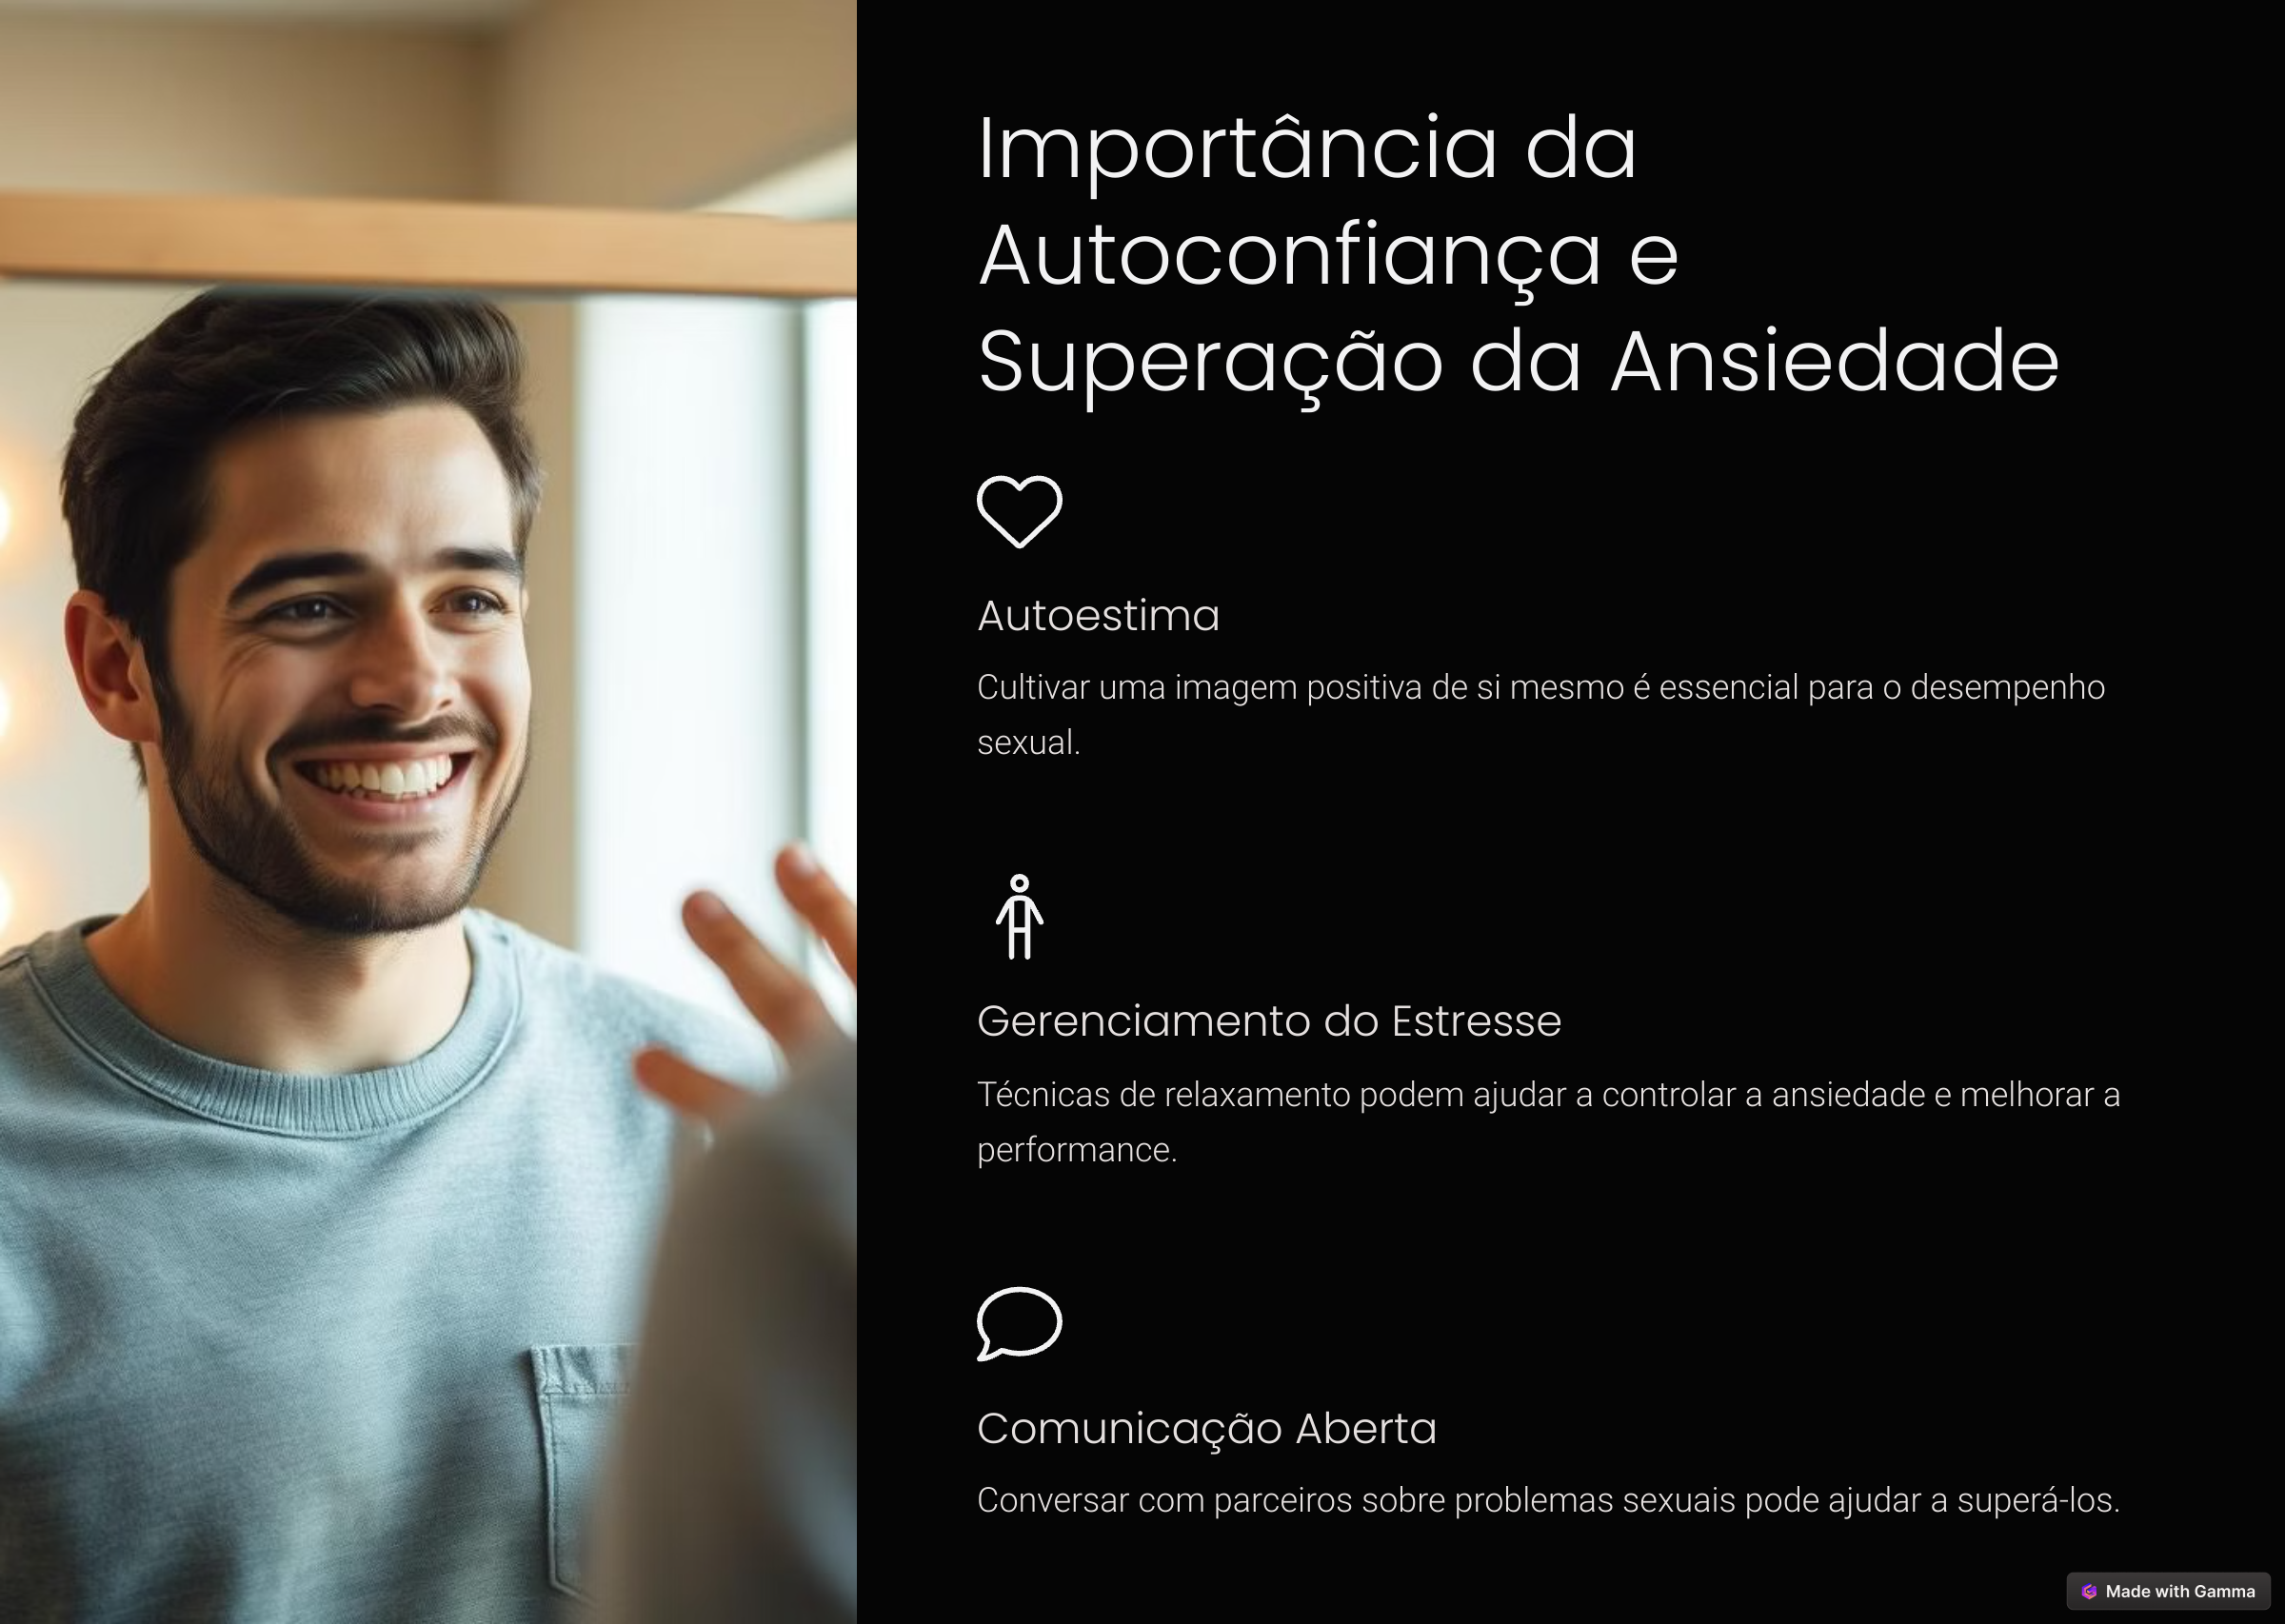 Importância da
Autoconfiança e
Superação da Ansiedade
Autoestima
Cultivar uma imagem positiva de si mesmo é essencial para o desempenho
sexual.
Gerenciamento do Estresse
Técnicas de relaxamento podem ajudar a controlar a ansiedade e melhorar a
performance.
Comunicação Aberta
Conversar com parceiros sobre problemas sexuais pode ajudar a superá-los.
Made with Gamma